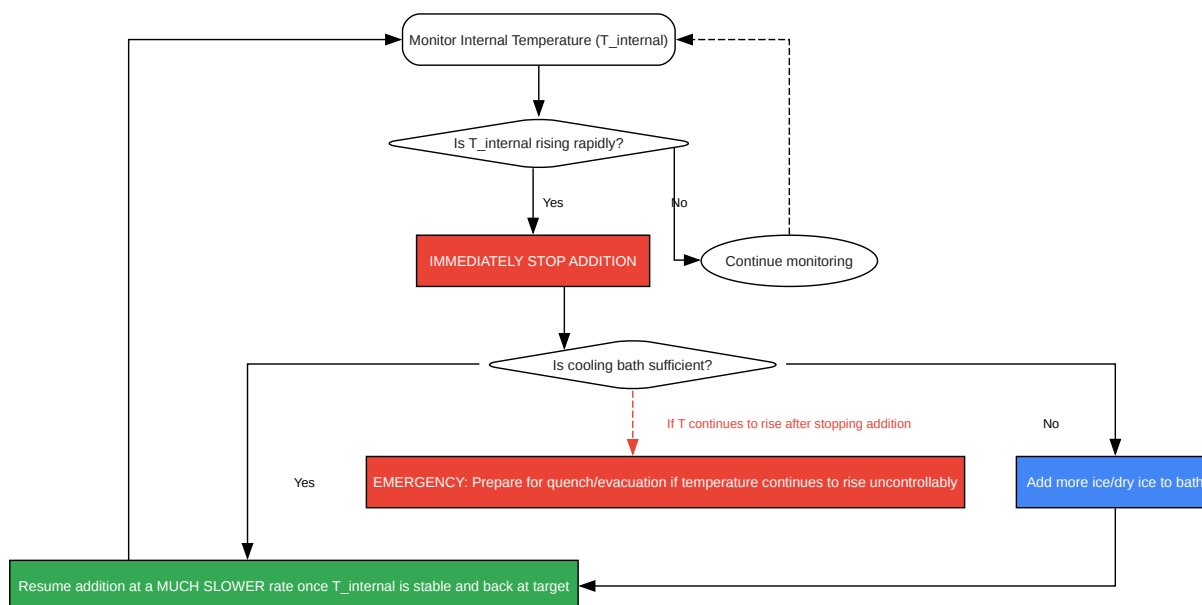 Monitor Internal Temperature (T_internal)
Is T_internal rising rapidly?
Yes
No
IMMEDIATELY STOP ADDITION
Continue monitoring
Is cooling bath sufficient?
If T continues to rise after stopping addition
No
Yes
EMERGENCY: Prepare for quench/evacuation if temperature continues to rise uncontrollably
Add more ice/dry ice to bath
Resume addition at a MUCH SLOWER rate once T_internal is stable and back at target